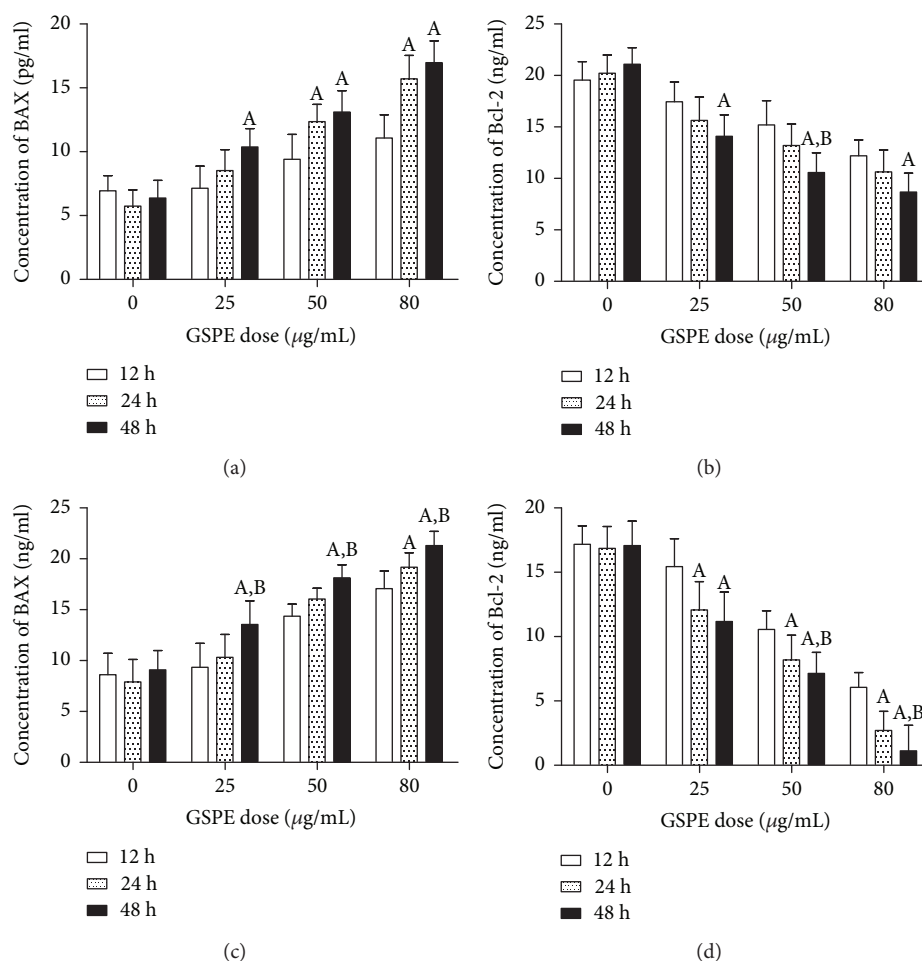 Concentration of BAX (pg/ml)
20
15
10
5
0
A
A
A
A
A
0
25
50
80
GSPE dose (μg/mL)
12 h
24 h
48 h
(a)
Concentration of Bcl-2 (ng/ml)
25
20
15
10
5
0
A
A,B
A
0
25
50
80
GSPE dose (μg/mL)
12 h
24 h
48 h
(b)
Concentration of BAX (ng/ml)
25
20
15
10
5
0
A,B
A,B
A
A,B
0
25
50
80
GSPE dose (μg/mL)
12 h
24 h
48 h
(c)
Concentration of Bcl-2 (ng/ml)
20
15
10
5
0
A
A
A
A,B
A
A,B
0
25
50
80
GSPE dose (μg/mL)
12 h
24 h
48 h
(d)